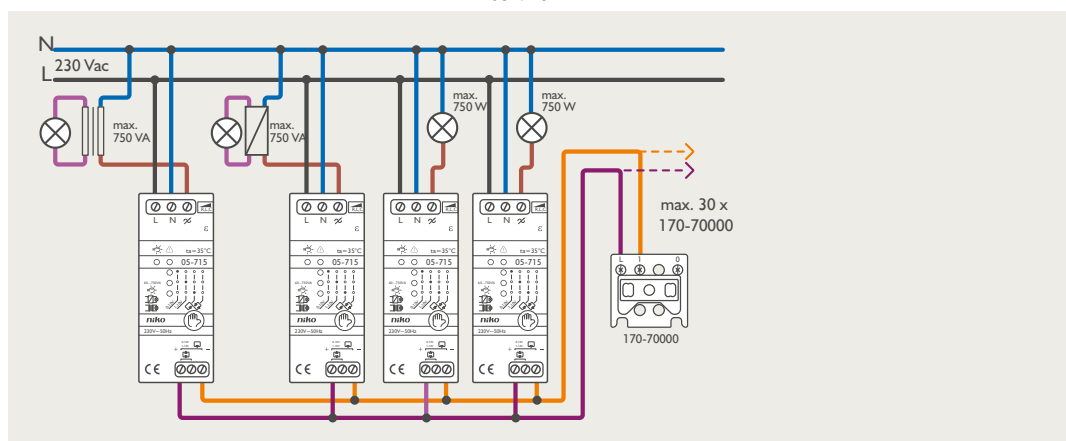 N
230 Vac
L
max.
750 VA
max.
750 VA
max.
750 W
max.
750 W
max. 30 x
170-70000
L N
R,L,C
ta=35°C
05-715
niko
230V~50Hz
+ -
CE
L N
R,L,C
ta=35°C
05-715
niko
230V~50Hz
+ -
CE
L N
R,L,C
ta=35°C
05-715
niko
230V~50Hz
+ -
CE
L N
R,L,C
ta=35°C
05-715
niko
230V~50Hz
+ -
CE
L 1 0
170-70000